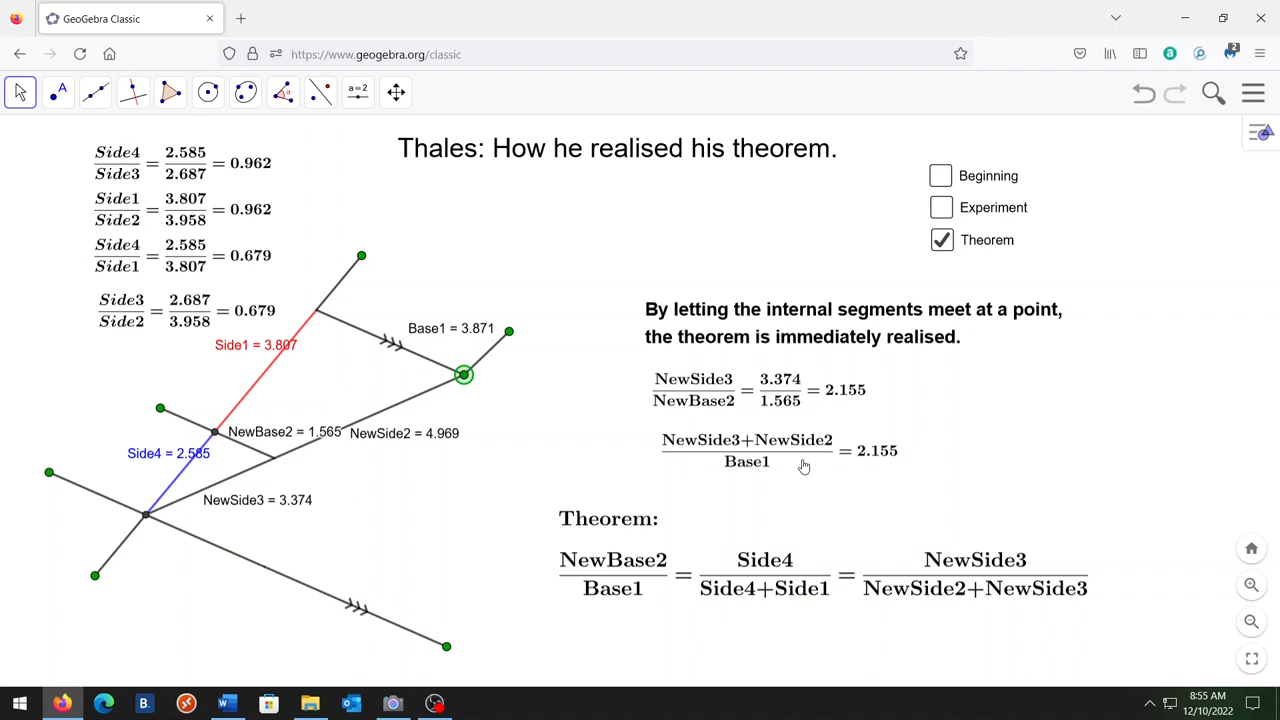 GeoGebra Classic
https://www.geogebra.org/classic
2
A
a=2
Thales: How he realised his theorem.
Side4/Side3 = 2.585/2.687 = 0.962
Side1/Side2 = 3.807/3.958 = 0.962
Side4/Side1 = 2.585/3.807 = 0.679
Side3/Side2 = 2.687/3.958 = 0.679
Beginning
Experiment
Theorem
Base1 = 3.871
Side1 = 3.807
NewBase2 = 1.565
NewSide2 = 4.969
Side4 = 2.585
NewSide3 = 3.374
By letting the internal segments meet at a point,
the theorem is immediately realised.
NewSide3/NewBase2 = 3.374/1.565 = 2.155
NewSide3+NewSide2/Base1 = 2.155
Theorem:
NewBase2/Base1 = Side4/Side4+Side1 = NewSide3/NewSide2+NewSide3
8:55 AM
12/10/2022